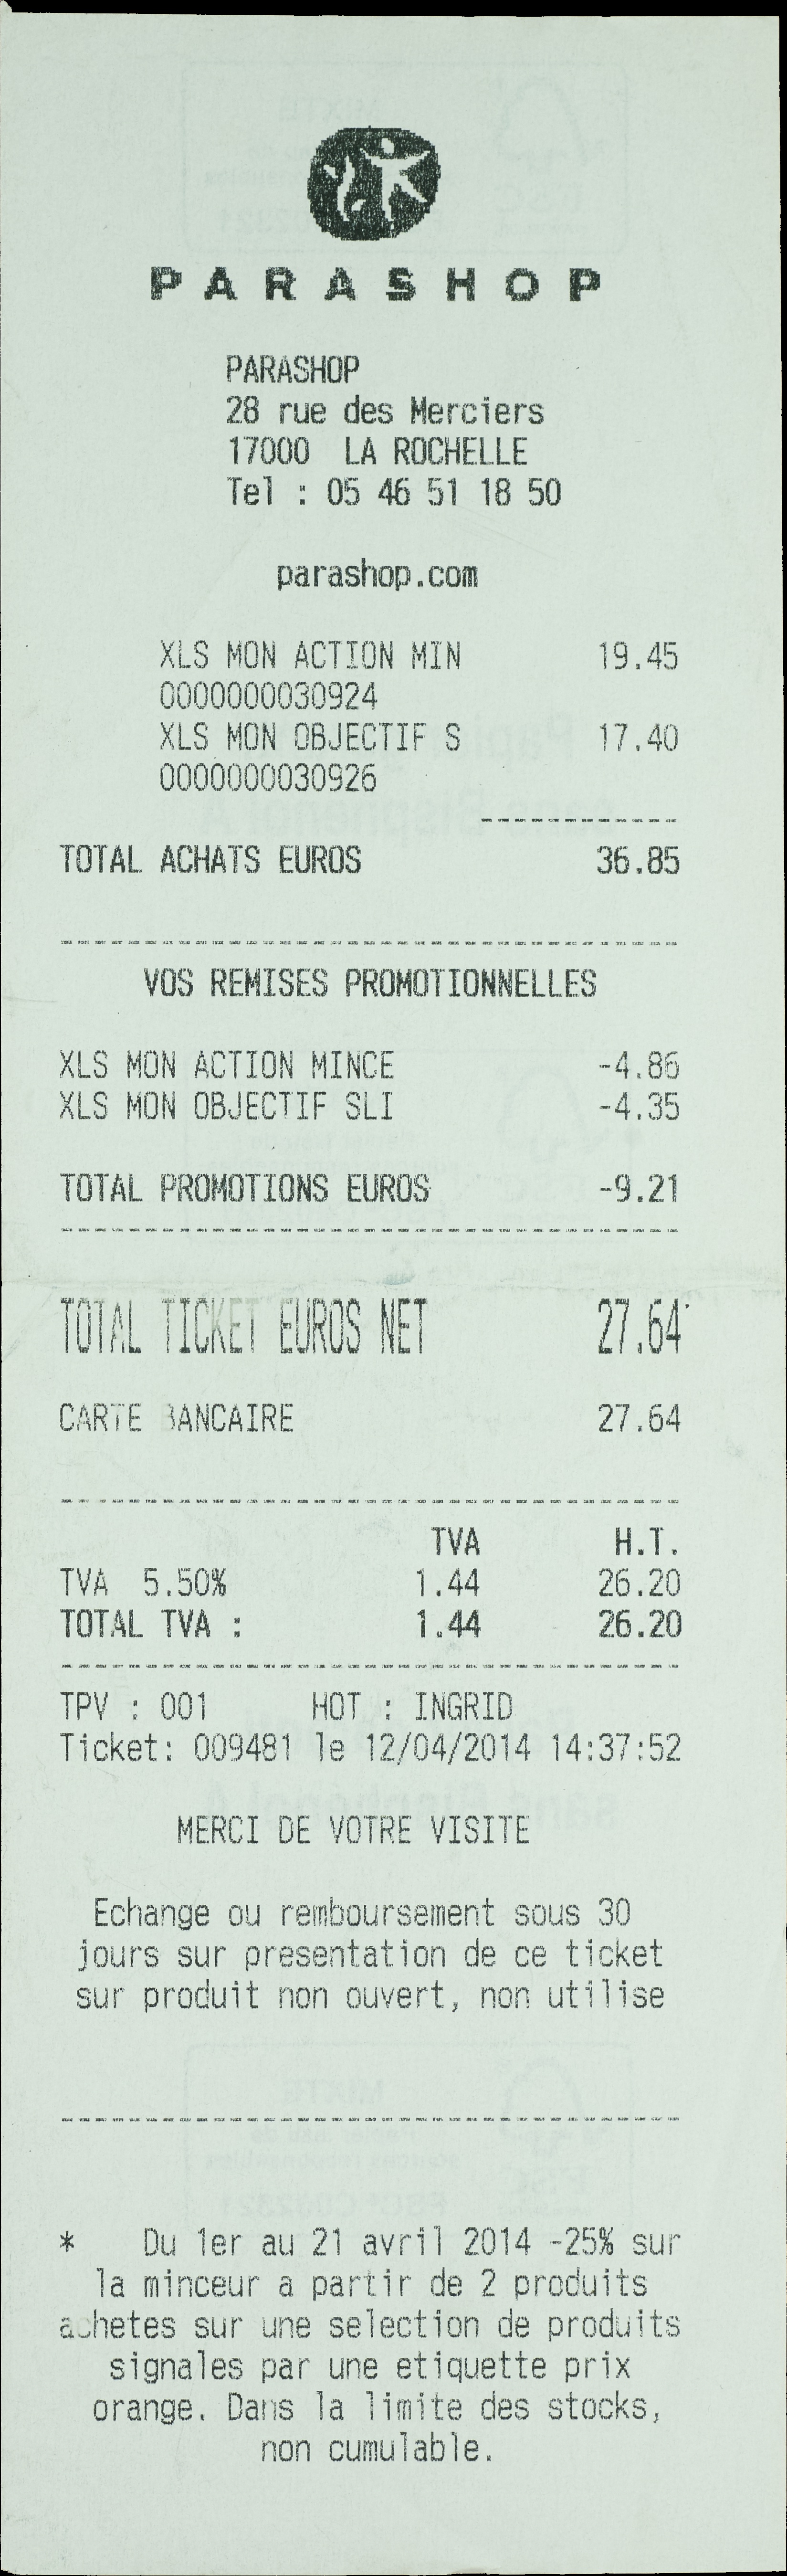 PARASHOP
PARASHOP
28 rue des Merciers
17000 LA ROCHELLE
Tel : 05 46 51 18 50
parashop.com
XLS MON ACTION MIN 19.45
0000000030924
XLS MON OBJECTIF S 17.40
0000000030926
TOTAL ACHATS EUROS 36.85
VOS REMISES PROMOTIONNELLES
XLS MON ACTION MINCE -4.86
XLS MON OBJECTIF SLI -4.35
TOTAL PROMOTIONS EUROS -9.21
TOTAL TICKET EUROS NET 27.64
CARTE BANCAIRE 27.64
TVA H.T.
TVA 5.50% 1.44 26.20
TOTAL TVA : 1.44 26.20
TPV : 001 HOT : INGRID
Ticket: 009481 le 12/04/2014 14:37:52
MERCI DE VOTRE VISITE
Echange ou remboursement sous 30
jours sur presentation de ce ticket
sur produit non ouvert, non utilise
* Du 1er au 21 avril 2014 -25% sur
la minceur a partir de 2 produits
achetes sur une selection de produits
signales par une etiquette prix
orange. Dans la limite des stocks,
non cumulable.